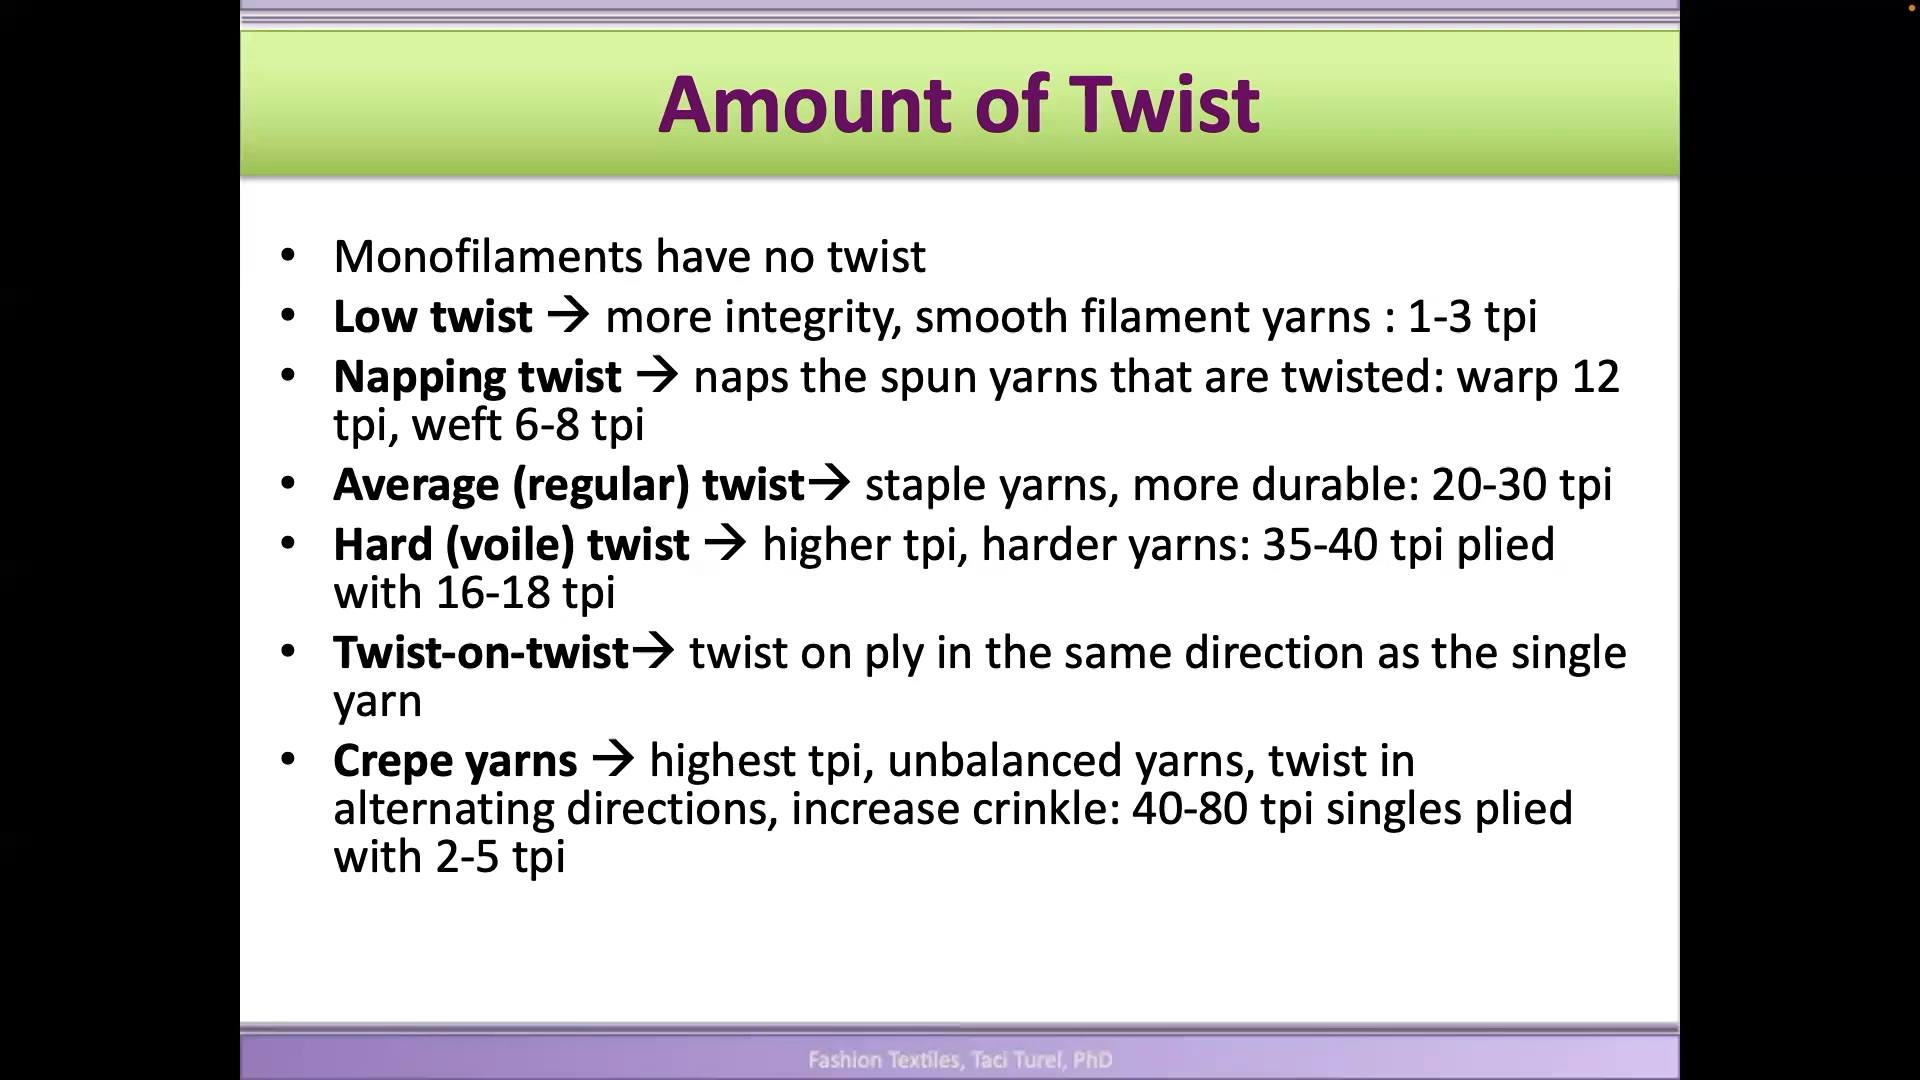 Amount of Twist
• Monofilaments have no twist
• Low twist → more integrity, smooth filament yarns : 1-3 tpi
• Napping twist → naps the spun yarns that are twisted: warp 12
tpi, weft 6-8 tpi
• Average (regular) twist→ staple yarns, more durable: 20-30 tpi
• Hard (voile) twist → higher tpi, harder yarns: 35-40 tpi plied
with 16-18 tpi
• Twist-on-twist→ twist on ply in the same direction as the single
yarn
• Crepe yarns → highest tpi, unbalanced yarns, twist in
alternating directions, increase crinkle: 40-80 tpi singles plied
with 2-5 tpi
Fashion Textiles, Taci Turel, PhD